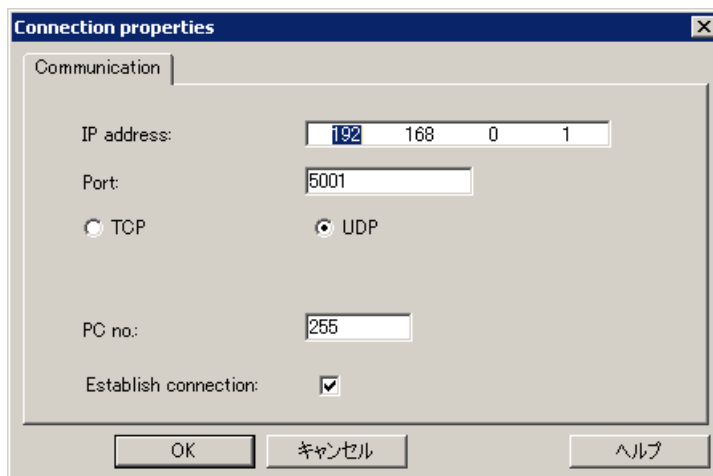 Connection properties
Communication
IP address: 192 168 0 1
Port: 5001
TCP UDP
PC no.: 255
Establish connection:
OK キャンセル ヘルプ